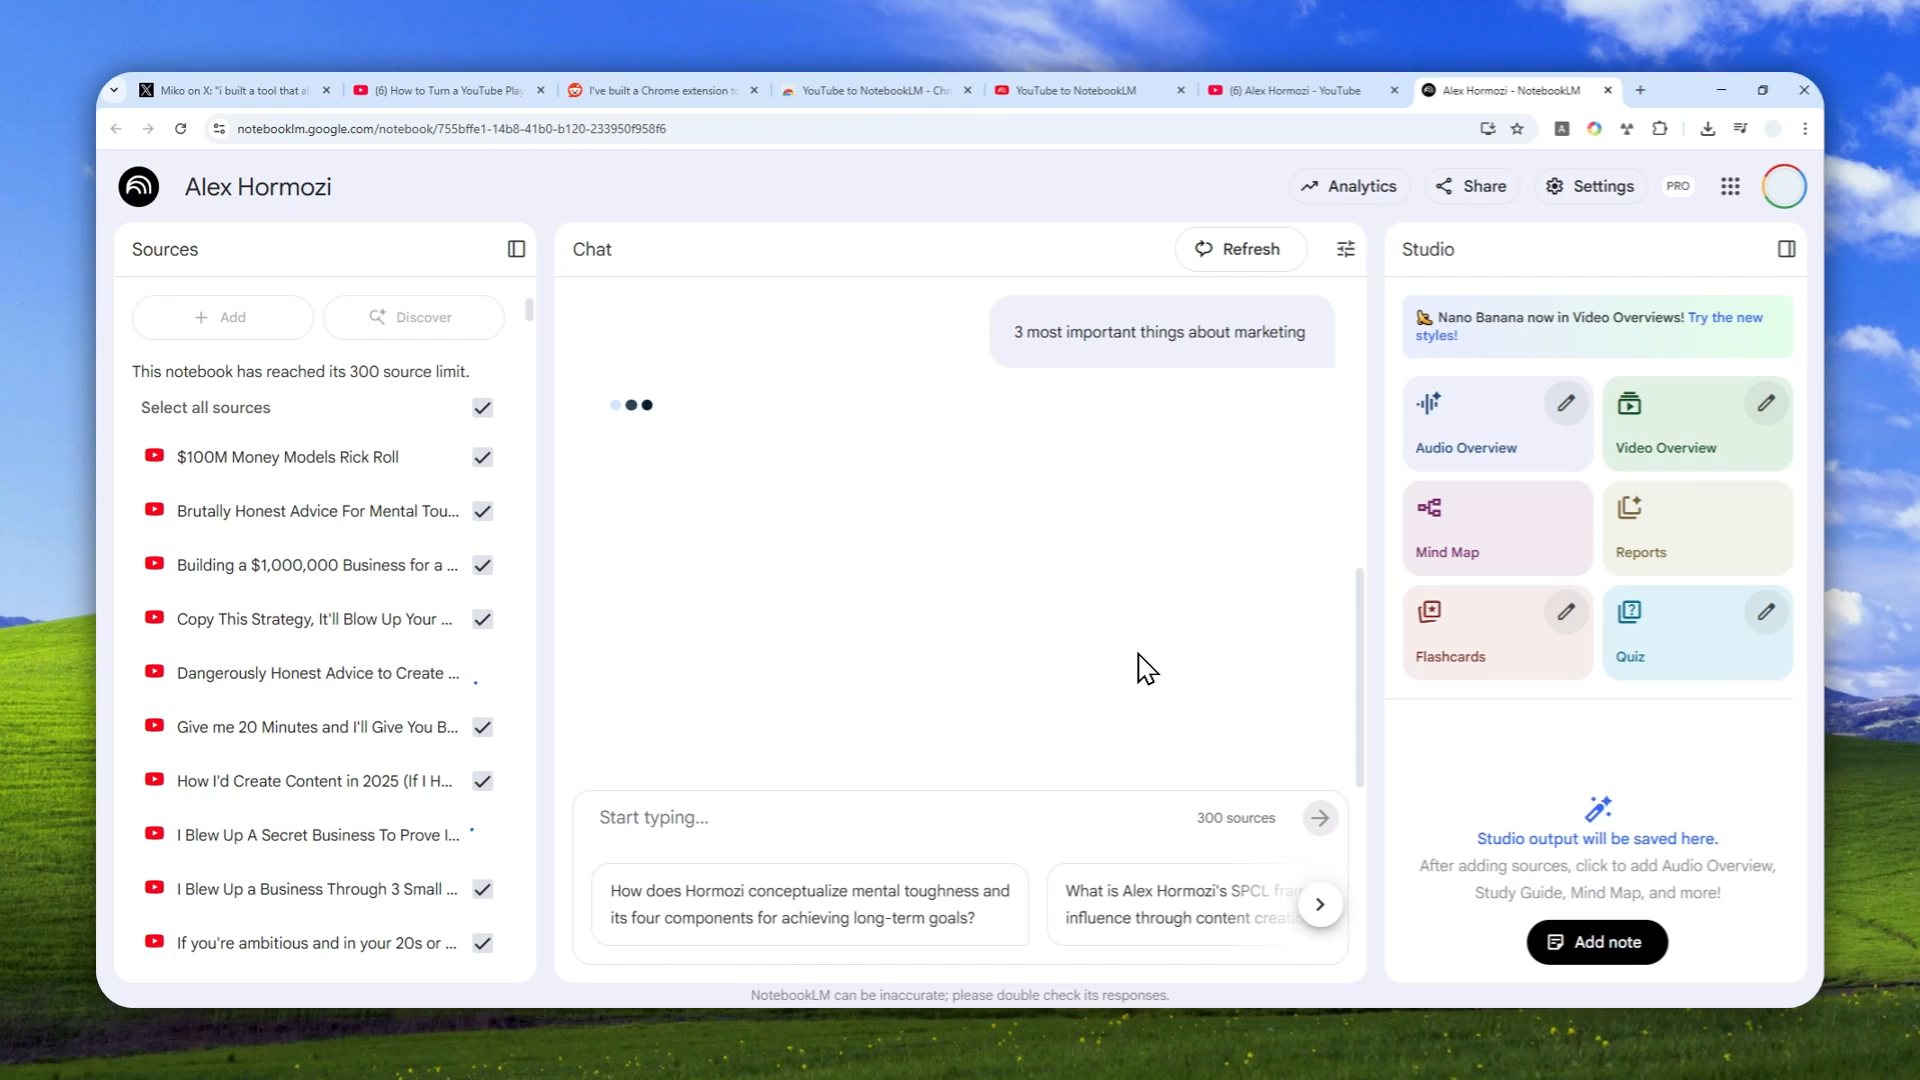 Miko on X: "i built a tool that al
(6) How to Turn a YouTube Play
I've built a Chrome extension to
YouTube to NotebookLM - Chr
YouTube to NotebookLM
(6) Alex Hormozi - YouTube
Alex Hormozi - NotebookLM
notebooklm.google.com/notebook/755bffe1-14b8-41b0-b120-233950f958f6
Alex Hormozi
Analytics
Share
Settings
PRO
Sources
Add
Discover
This notebook has reached its 300 source limit.
Select all sources
$100M Money Models Rick Roll
Brutally Honest Advice For Mental Tou...
Building a $1,000,000 Business for a ...
Copy This Strategy, It'll Blow Up Your ...
Dangerously Honest Advice to Create ...
Give me 20 Minutes and I'll Give You B...
How I'd Create Content in 2025 (If I H...
I Blew Up A Secret Business To Prove I...
I Blew Up a Business Through 3 Small ...
If you're ambitious and in your 20s or ...
Chat
Refresh
3 most important things about marketing
Start typing...
300 sources
How does Hormozi conceptualize mental toughness and
its four components for achieving long-term goals?
What is Alex Hormozi's SPCL fra
influence through content creati
NotebookLM can be inaccurate; please double check its responses.
Studio
Nano Banana now in Video Overviews! Try the new
styles!
Audio Overview
Video Overview
Mind Map
Reports
Flashcards
Quiz
Studio output will be saved here.
After adding sources, click to add Audio Overview,
Study Guide, Mind Map, and more!
Add note